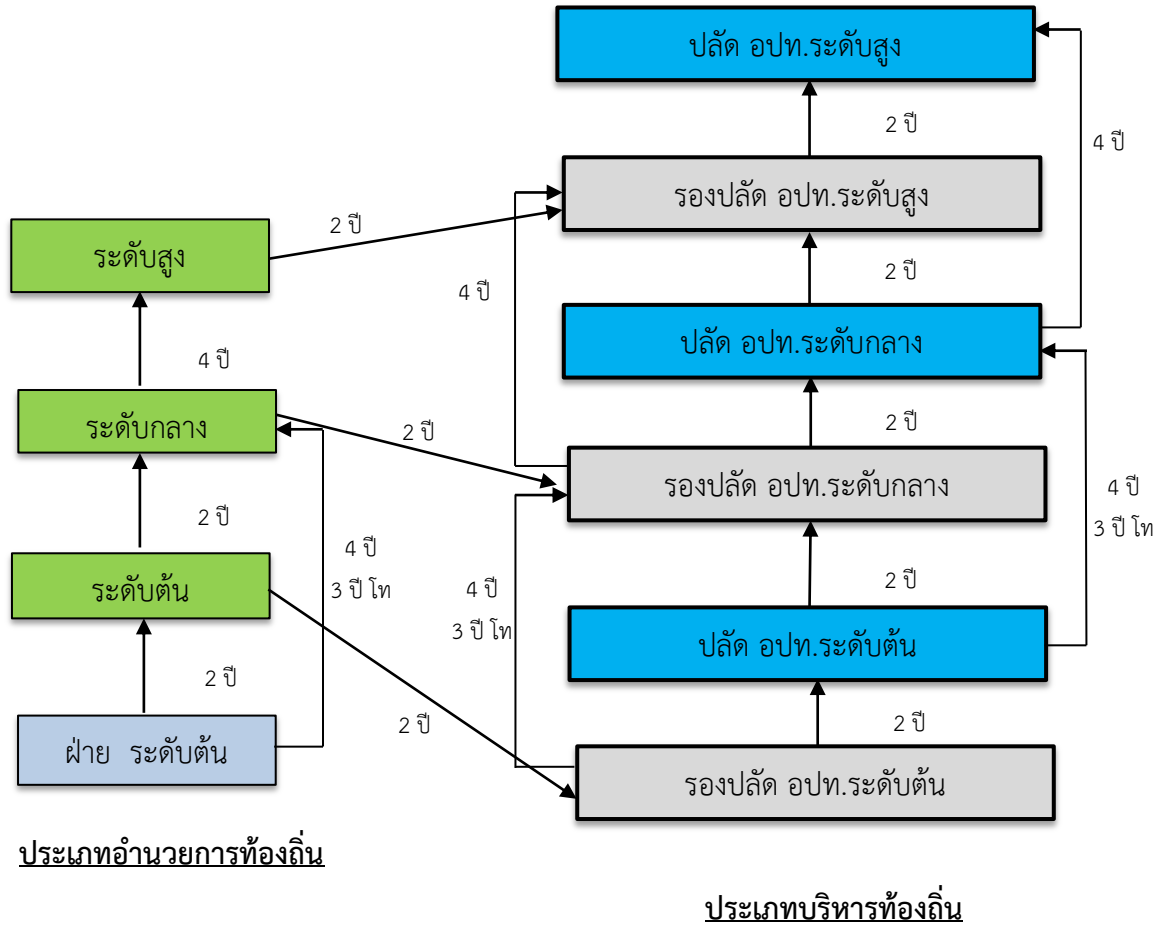 ปลัด อปท.ระดับสูง
2 ปี
4 ปี
รองปลัด อปท.ระดับสูง
2 ปี
ระดับสูง
2 ปี
4 ปี
ปลัด อปท.ระดับกลาง
4 ปี
ระดับกลาง
2 ปี
2 ปี
รองปลัด อปท.ระดับกลาง
4 ปี
3 ปี โท
2 ปี
4 ปี
3 ปี โท
ระดับต้น
4 ปี
3 ปี โท
2 ปี
ปลัด อปท.ระดับต้น
2 ปี
2 ปี
2 ปี
ฝ่าย ระดับต้น
รองปลัด อปท.ระดับต้น
ประเภทอำนวยการท้องถิ่น
ประเภทบริหารท้องถิ่น